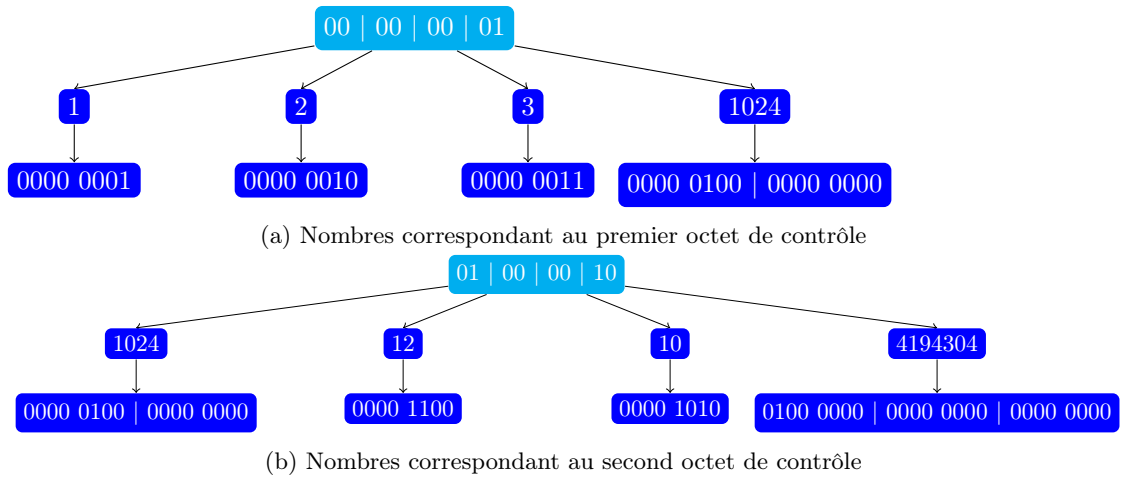 00 | 00 | 00 | 01
1 2 3 1024
0000 0001 0000 0010 0000 0011 0000 0100 | 0000 0000
(a) Nombres correspondant au premier octet de contrôle
01 | 00 | 00 | 10
1024 12 10 4194304
0000 0100 | 0000 0000 0000 1100 0000 1010 0100 0000 | 0000 0000 | 0000 0000
(b) Nombres correspondant au second octet de contrôle